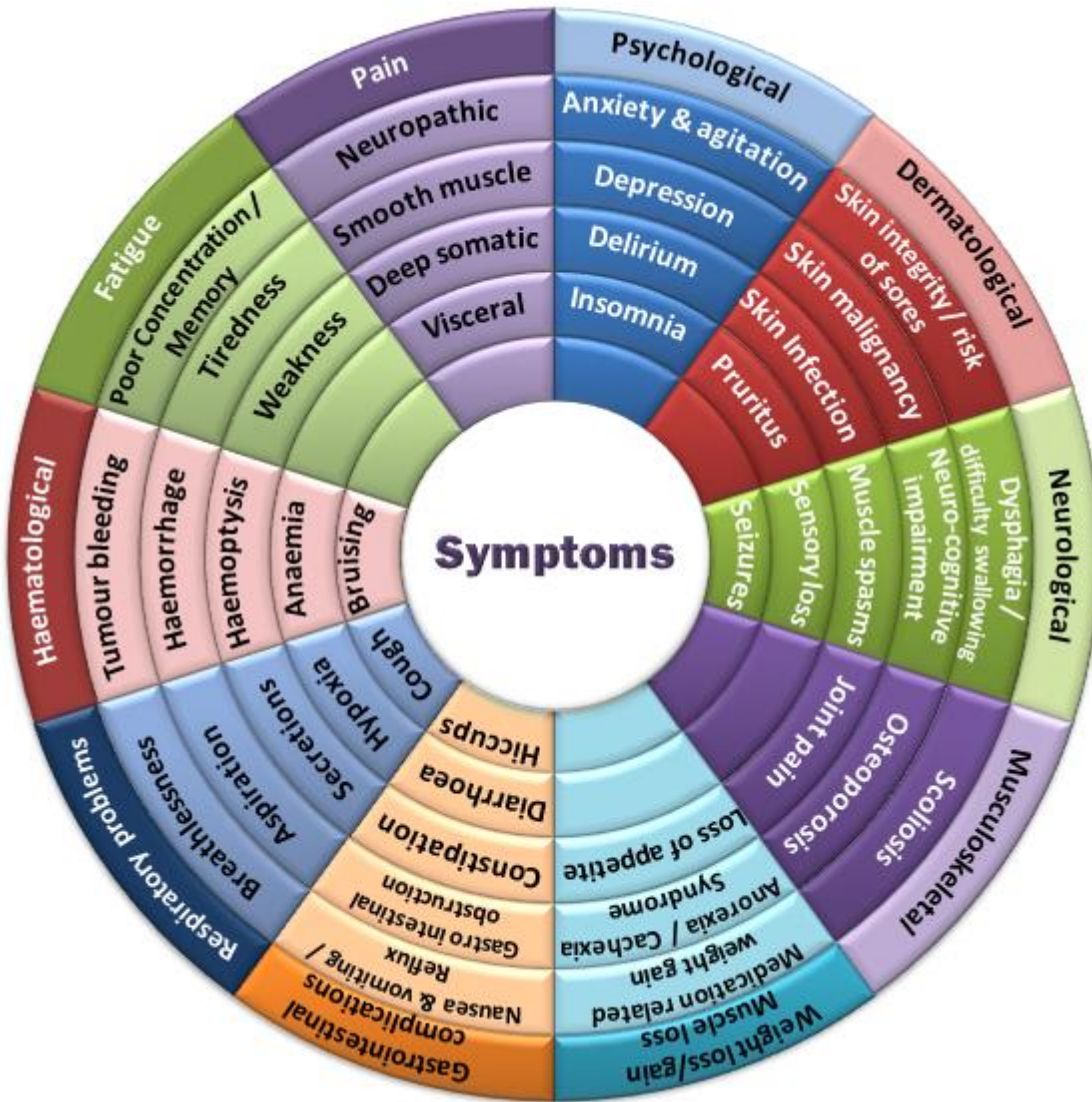 Symptoms
Psychological
Anxiety & agitation
Depression
Delirium
Insomnia
Dermatological
Skin integrity/ risk
of sores
Skin malignancy
Skin Infection
Pruritus
Neurological
Dysphagia /
difficulty swallowing
Neuro-cognitive
impairment
Muscle spasms
Sensory loss
Seizures
Musculoskeletal
Scoliosis
Osteoporosis
Joint pain
Weight loss/gain
Muscle loss
Medication related
weight gain
Anorexia / Cachexia
Syndrome
Loss of appetite
Gastrointestinal
complications
Nausea & vomiting/
Reflux
Gastro intestinal
obstruction
Constipation
Diarrhoea
Hiccups
Respiratory problems
Breathlessness
Aspiration
Secretions
Hypoxia
Cough
Haematological
Tumour bleeding
Haemorrhage
Haemoptysis
Anaemia
Bruising
Fatigue
Poor Concentration/
Memory
Tiredness
Weakness
Pain
Neuropathic
Smooth muscle
Deep somatic
Visceral